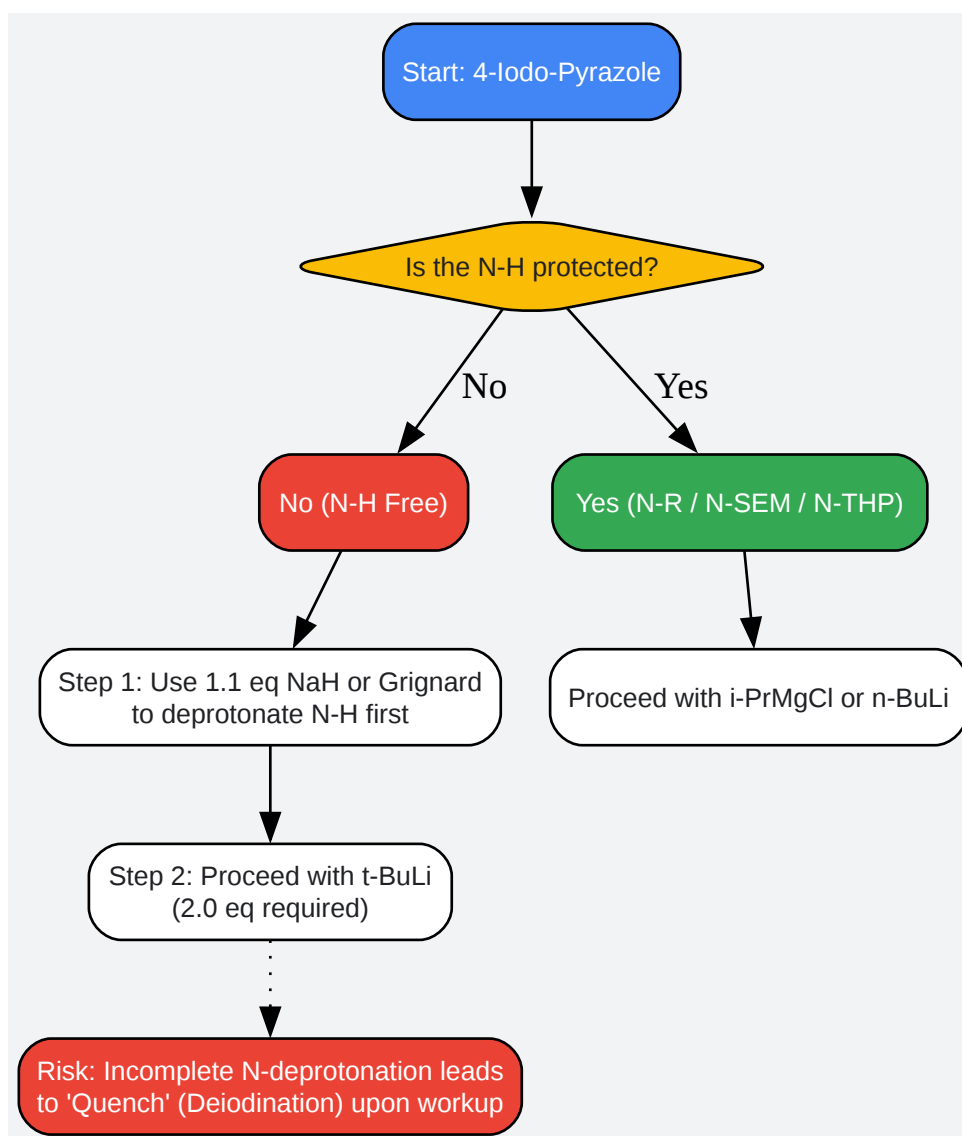 Start: 4-Iodo-Pyrazole
Is the N-H protected?
No
Yes
No (N-H Free)
Yes (N-R / N-SEM / N-THP)
Step 1: Use 1.1 eq NaH or Grignard
to deprotonate N-H first
Proceed with i-PrMgCl or n-BuLi
Step 2: Proceed with t-BuLi
(2.0 eq required)
Risk: Incomplete N-deprotonation leads
to 'Quench' (Deiodination) upon workup